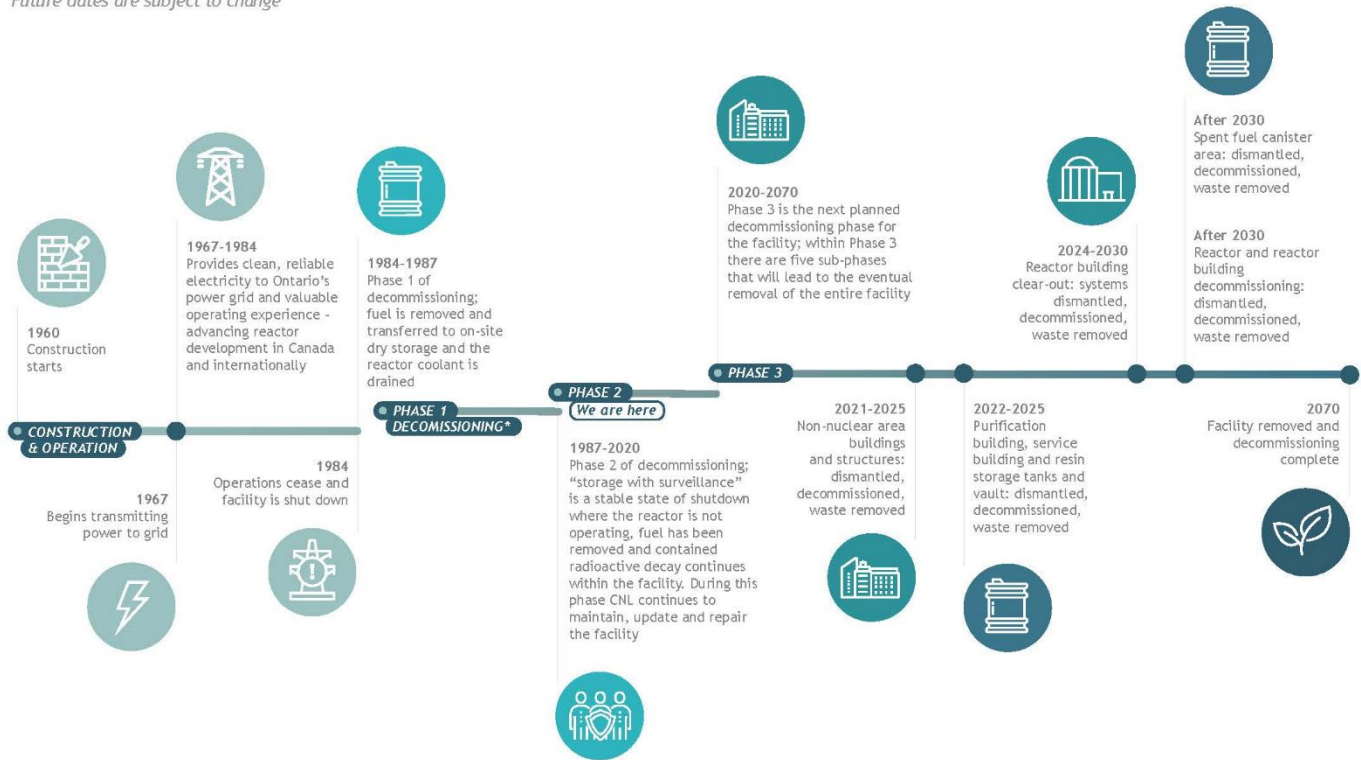 Future dates are subject to change
1960
Construction
starts
1967-1984
Provides clean, reliable
electricity to Ontario's
power grid and valuable
operating experience -
advancing reactor
development in Canada
and internationally
1984-1987
Phase 1 of
decommissioning;
fuel is removed and
transferred to on-site
dry storage and the
reactor coolant is
drained
2020-2070
Phase 3 is the next planned
decommissioning phase for
the facility; within Phase 3
there are five sub-phases
that will lead to the eventual
removal of the entire facility
2024-2030
Reactor building
clear-out: systems
dismantled,
decommissioned,
waste removed
After 2030
Spent fuel canister
area: dismantled,
decommissioned,
waste removed
After 2030
Reactor and reactor
building
decommissioning:
dismantled,
decommissioned,
waste removed
CONSTRUCTION
& OPERATION
PHASE 1
DECOMISSIONING*
PHASE 2
We are here
PHASE 3
1967
Begins transmitting
power to grid
1984
Operations cease and
facility is shut down
1987-2020
Phase 2 of decommissioning;
“storage with surveillance”
is a stable state of shutdown
where the reactor is not
operating, fuel has been
removed and contained
radioactive decay continues
within the facility. During this
phase CNL continues to
maintain, update and repair
the facility
2021-2025
Non-nuclear area
buildings
and structures:
dismantled,
decommissioned,
waste removed
2022-2025
Purification
building, service
building and resin
storage tanks and
vault: dismantled,
decommissioned,
waste removed
2070
Facility removed and
decommissioning
complete